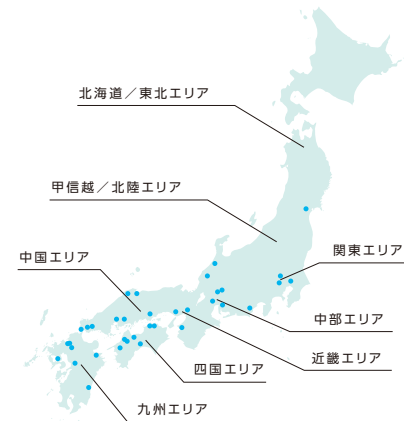 北海道／東北エリア
甲信越／北陸エリア
関東エリア
中国エリア
中部エリア
近畿エリア
四国エリア
九州エリア